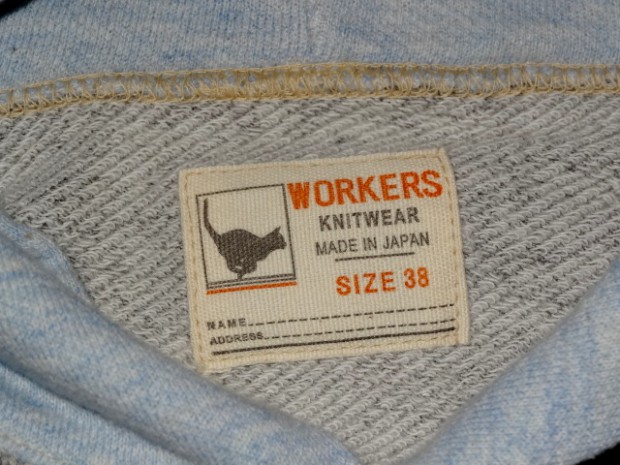 WORKERS
KNITWEAR
MADE IN JAPAN
SIZE 38
NAME
ADDRESS